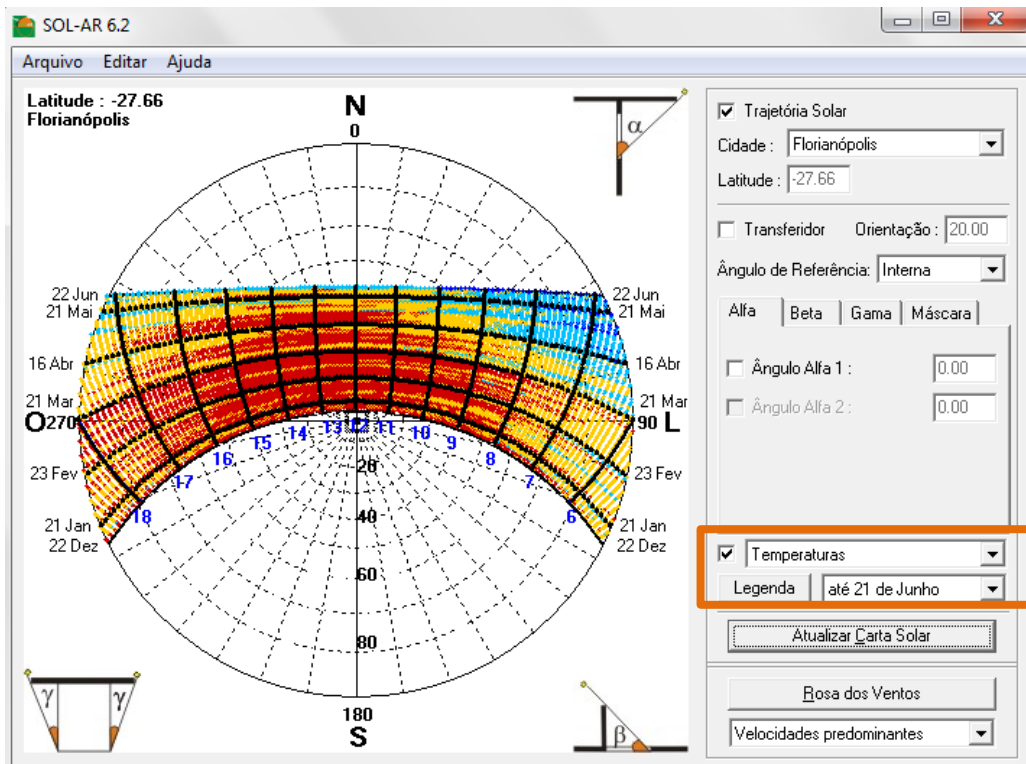 SOL-AR 6.2
Arquivo Editar Ajuda
Latitude : -27.66
Florianópolis
N
0
α
22 Jun
21 Mai
16 Abr
21 Mar
O 270
23 Fev
21 Jan
22 Dez
22 Jun
21 Mai
16 Abr
21 Mar
90 L
23 Fev
21 Jan
22 Dez
18 17 16 15 14 13 12 11 10 9 8 7 6
20
40
60
80
180
S
γ γ
β
Trajetória Solar
Cidade : Florianópolis
Latitude : -27.66
Transferidor Orientação : 20.00
Ângulo de Referência: Interna
Alfa Beta Gama Máscara
Ângulo Alfa 1 : 0.00
Ângulo Alfa 2 : 0.00
Temperaturas
Legenda até 21 de Junho
Atualizar Carta Solar
Rosa dos Ventos
Velocidades predominantes